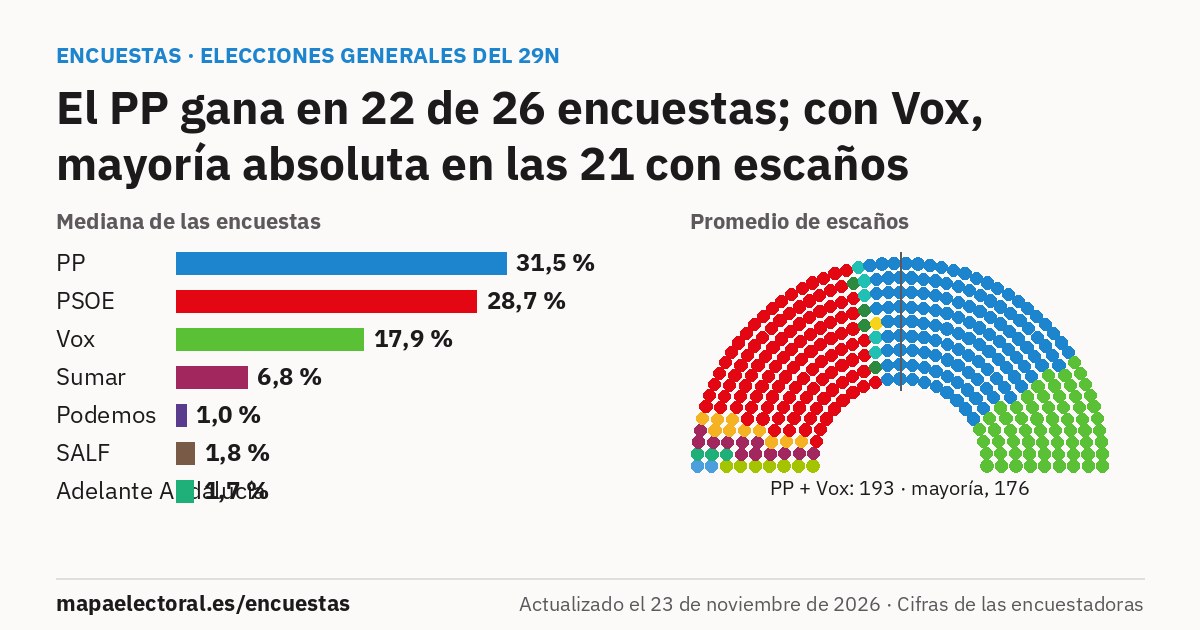 ENCUESTAS · ELECCIONES GENERALES DEL 29N
El PP gana en 22 de 26 encuestas; con Vox,
mayoría absoluta en las 21 con escaños
Mediana de las encuestas
PP 31,5 %
PSOE 28,7 %
Vox 17,9 %
Sumar 6,8 %
Podemos 1,0 %
SALF 1,8 %
Adelante Andalucía 1,7 %
Promedio de escaños
PP + Vox: 193 · mayoría, 176
mapaelectoral.es/encuestas
Actualizado el 23 de noviembre de 2026 · Cifras de las encuestadoras